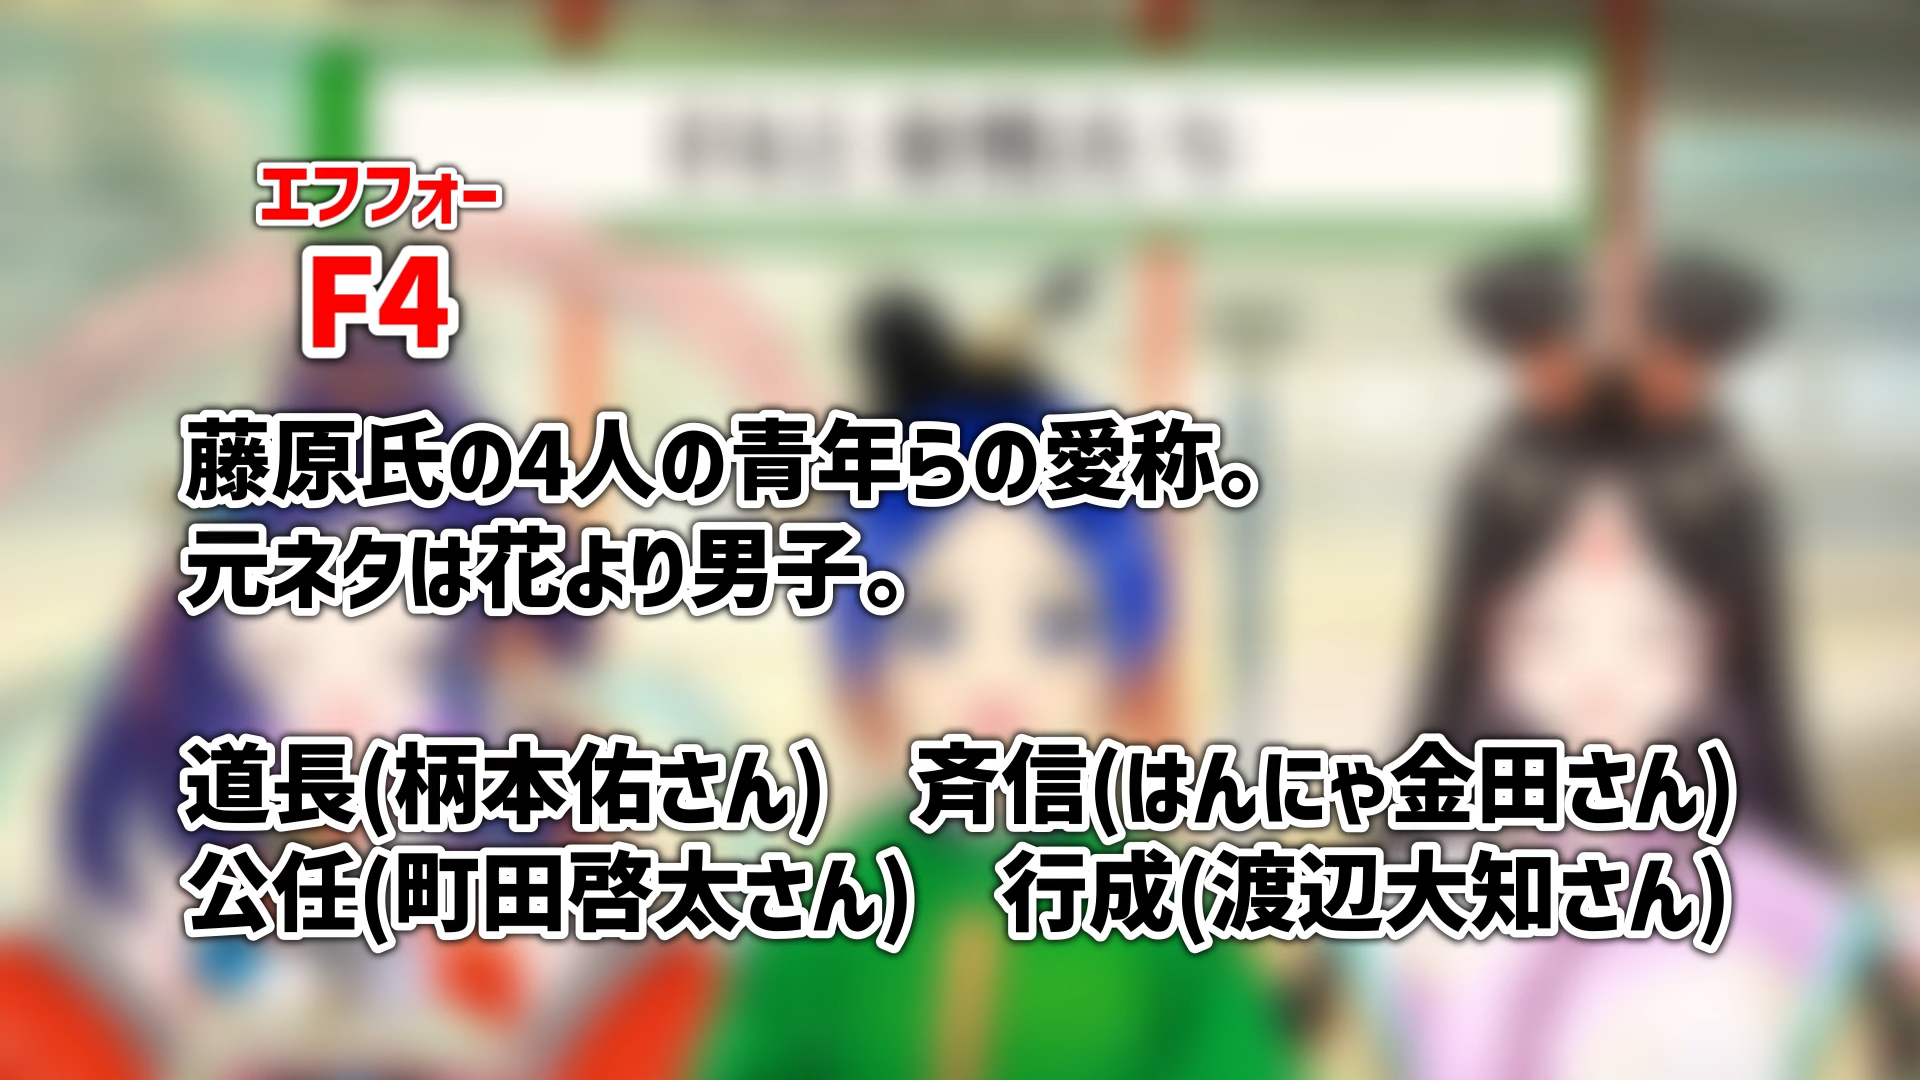 エフフォー
F4
藤原氏の4人の青年らの愛称。
元ネタは花より男子。
道長(柄本佑さん)　斉信(はんにゃ金田さん)
公任(町田啓太さん)　行成(渡辺大知さん)